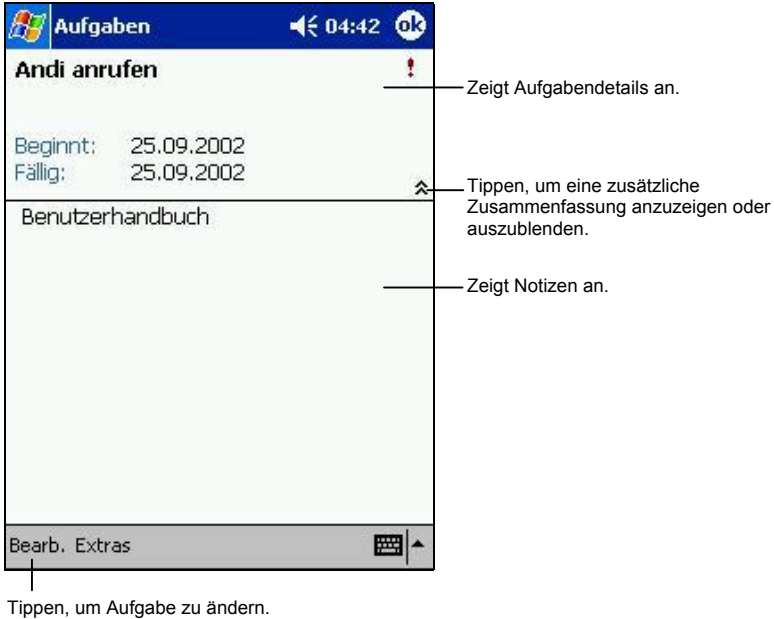 Aufgaben 04:42 ok
Andi anrufen !
Zeigt Aufgabendetails an.
Beginnt: 25.09.2002
Fällig: 25.09.2002
Tippen, um eine zusätzliche
Zusammenfassung anzuzeigen oder
auszublenden.
Benutzerhandbuch
Zeigt Notizen an.
Bearb. Extras
Tippen, um Aufgabe zu ändern.